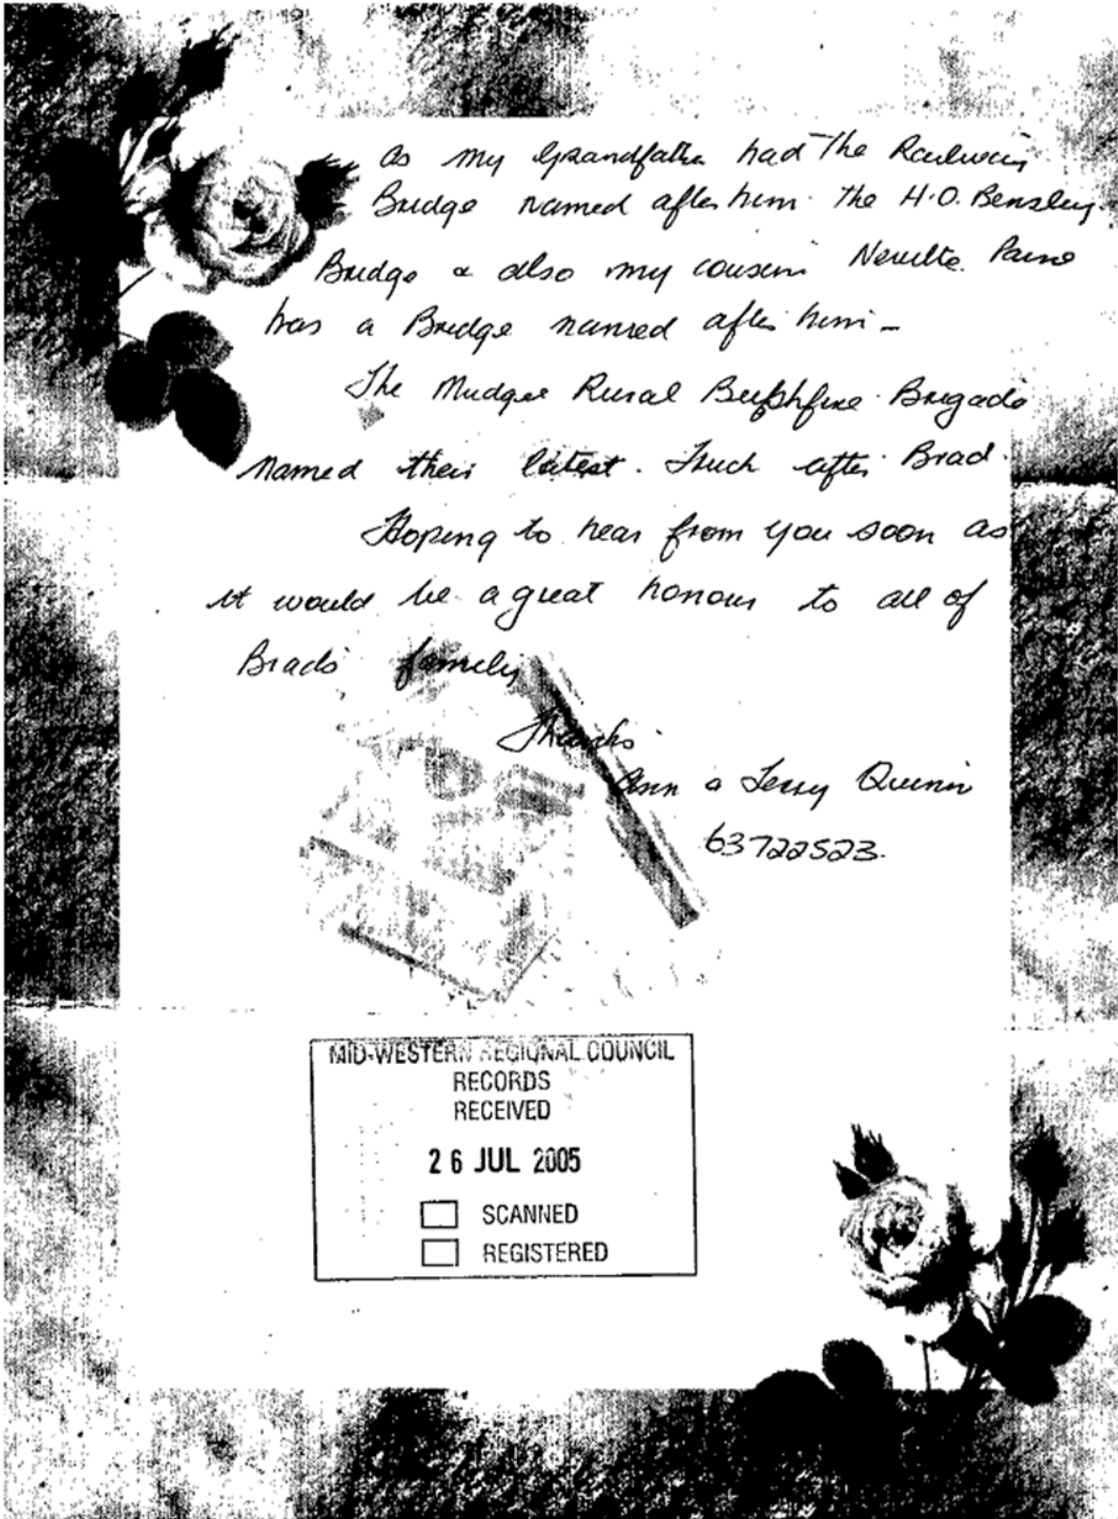 as my Grandfather had the Railway
Bridge named after him. The H.O. Bensley
Bridge & also my cousin Neville Paine
has a Bridge named after him -
The Mudgee Rural Bushfire Brigade
named their latest Truck after Brad.
Hoping to hear from you soon as
it would be a great honour to all of
Brads family
Thanks
Ann & Terry Quinn
63722523.
MID-WESTERN REGIONAL COUNCIL
RECORDS
RECEIVED
26 JUL 2005
SCANNED
REGISTERED